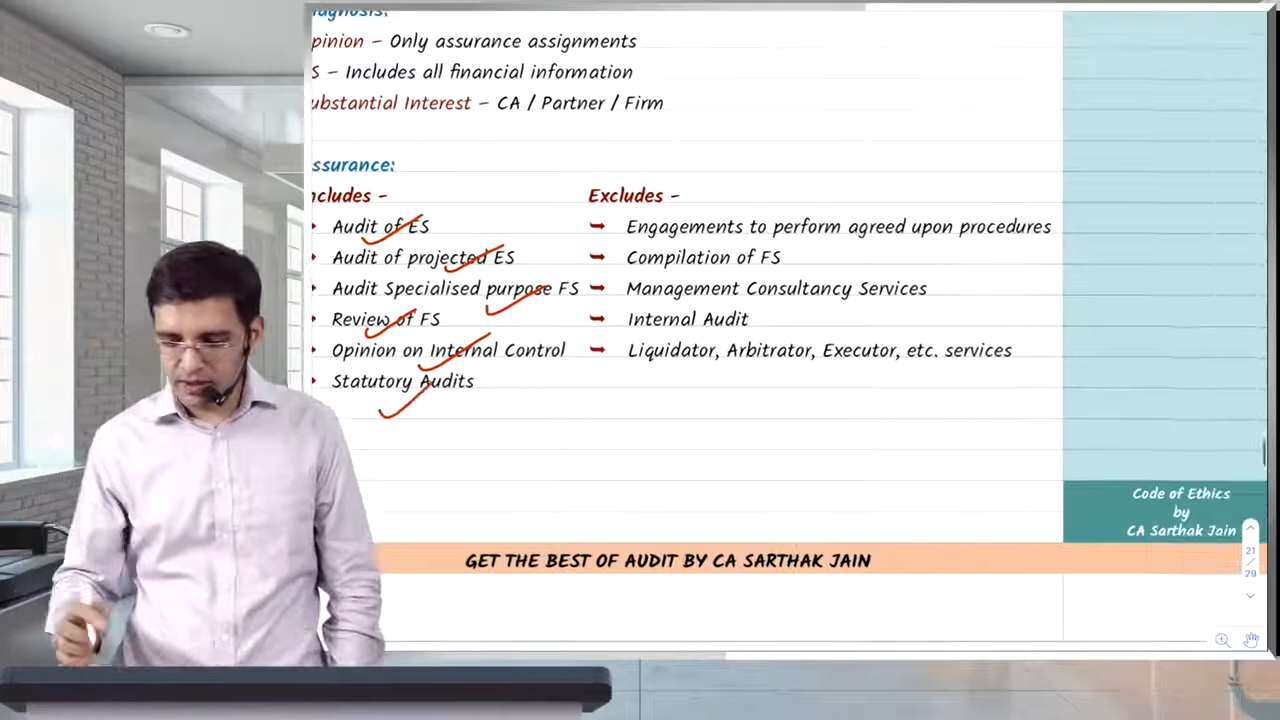 iagnosis:
pinion – Only assurance assignments
S – Includes all financial information
ubstantial Interest – CA / Partner / Firm
ssurance:
ncludes –
Audit of FS
Audit of projected FS
Audit Specialised purpose FS
Review of FS
Opinion on Internal Control
Statutory Audits
Excludes –
Engagements to perform agreed upon procedures
Compilation of FS
Management Consultancy Services
Internal Audit
Liquidator, Arbitrator, Executor, etc. services
Code of Ethics
by
CA Sarthak Jain
21
/
29
GET THE BEST OF AUDIT BY CA SARTHAK JAIN